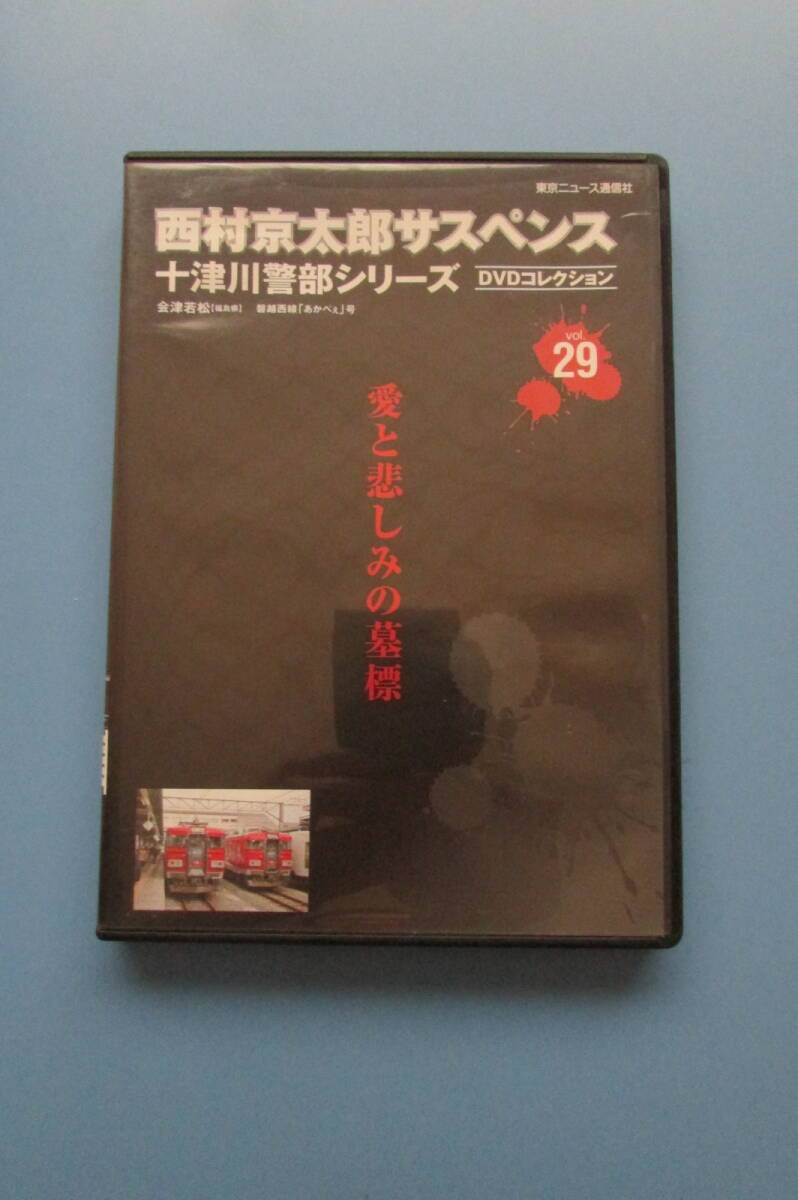 東京ニュース通信社
西村京太郎サスペンス
十津川警部シリーズ DVDコレクション
会津若松[福島県] 磐越西線「あかべぇ」号
vol.
29
愛と悲しみの墓標